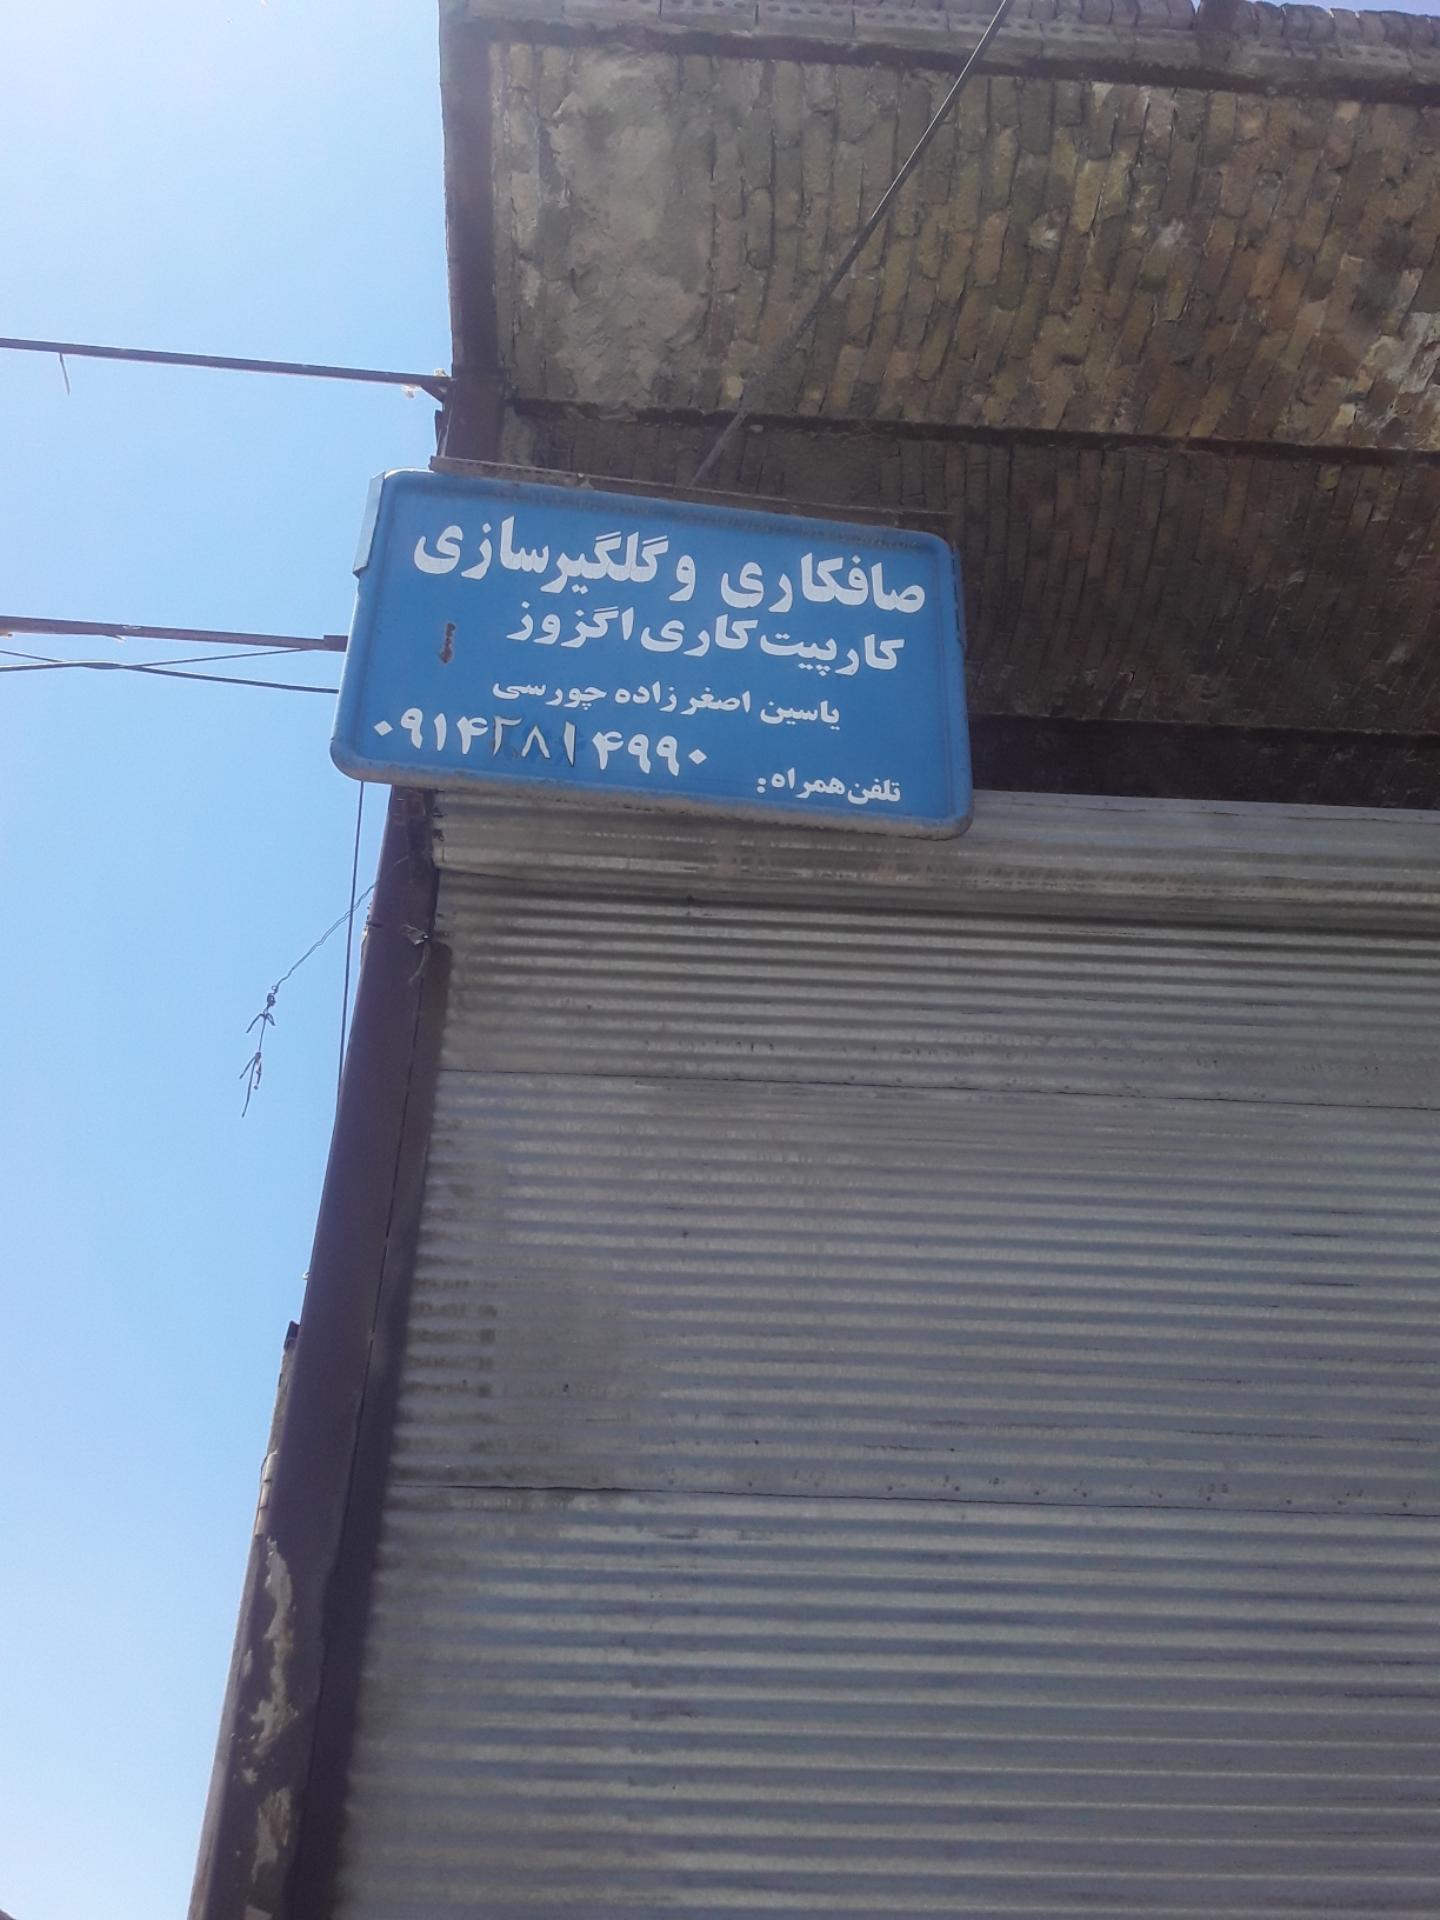 صافکاری و گلگیرسازی
کارپیت کاری اگزوز
یاسین اصغرزاده چورسی
تلفن همراه: ۰۹۱۴۲۸۱۴۹۹۰